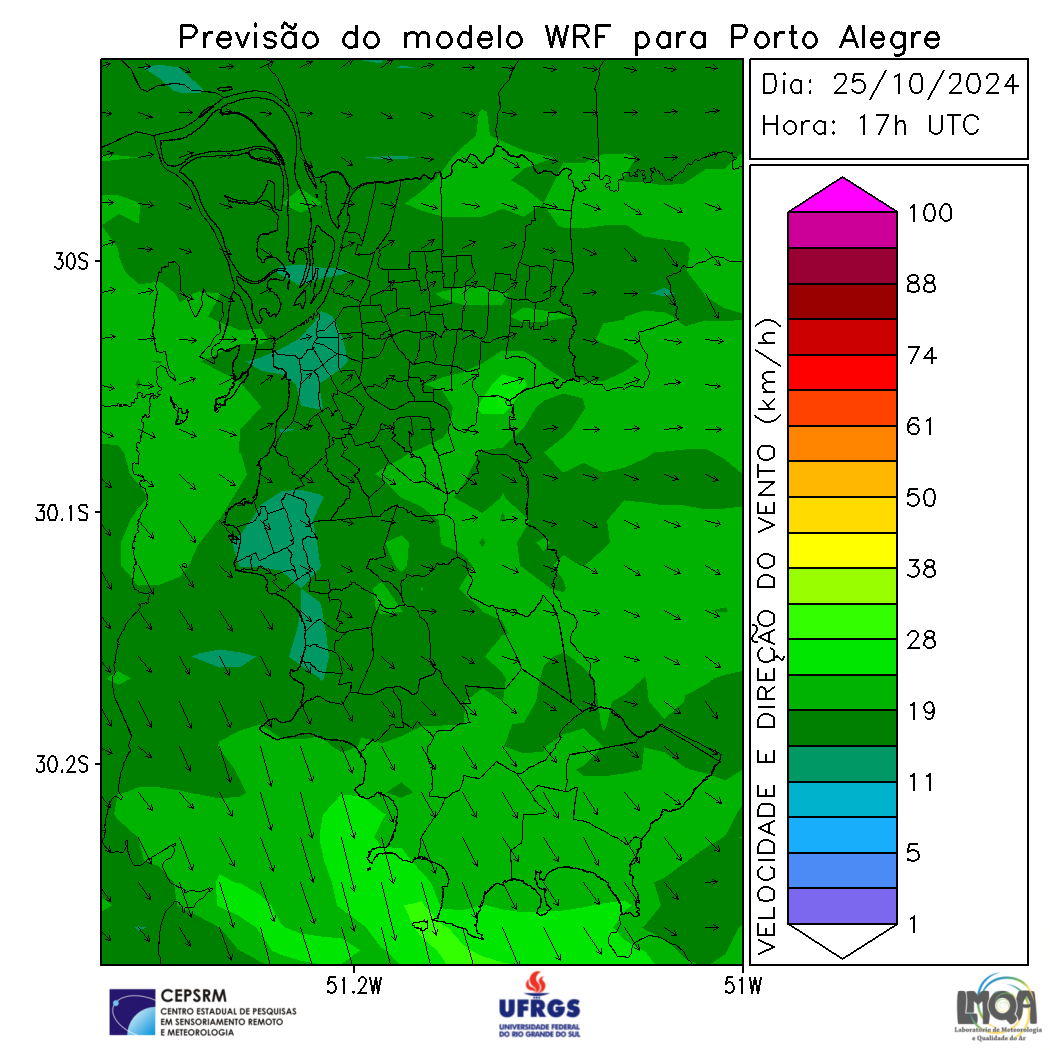 Previsão do modelo WRF para Porto Alegre
Dia: 25/10/2024
Hora: 17h UTC
30S
30.1S
30.2S
51.2W
51W
VELOCIDADE E DIREÇÃO DO VENTO (km/h)
100
88
74
61
50
38
28
19
11
5
1
CEPSRM
CENTRO ESTADUAL DE PESQUISAS
EM SENSORIAMENTO REMOTO
E METEOROLOGIA
UFRGS
UNIVERSIDADE FEDERAL
DO RIO GRANDE DO SUL
LMQA
Laboratório de Meteorologia
e Qualidade do Ar